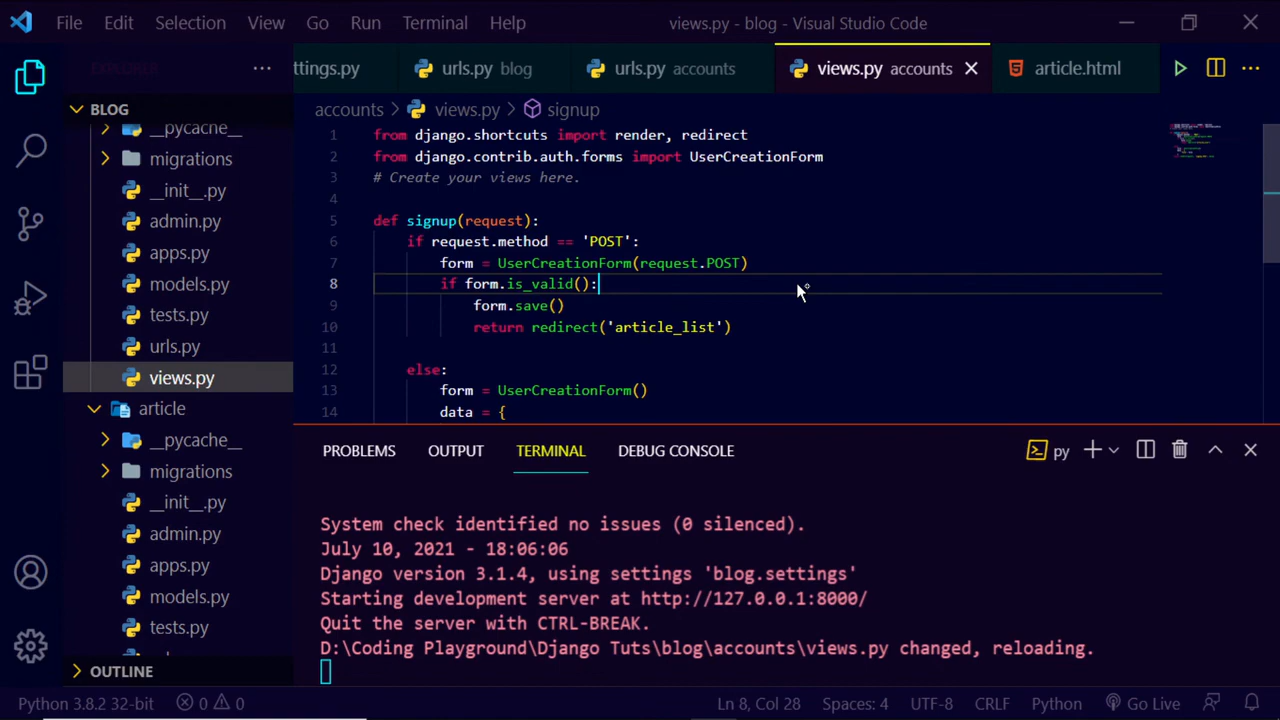 File Edit Selection View Go Run Terminal Help views.py - blog - Visual Studio Code
EXPLORER
ttings.py urls.py blog urls.py accounts views.py accounts article.html
BLOG
accounts > views.py > signup
__pycache__
migrations
__init__.py
admin.py
apps.py
models.py
tests.py
urls.py
views.py
article
__pycache__
migrations
__init__.py
admin.py
apps.py
models.py
tests.py
OUTLINE
1 from django.shortcuts import render, redirect
2 from django.contrib.auth.forms import UserCreationForm
3 # Create your views here.
4
5 def signup(request):
6 if request.method == 'POST':
7 form = UserCreationForm(request.POST)
8 if form.is_valid():
9 form.save()
10 return redirect('article_list')
11
12 else:
13 form = UserCreationForm()
14 data = {
PROBLEMS OUTPUT TERMINAL DEBUG CONSOLE py
System check identified no issues (0 silenced).
July 10, 2021 - 18:06:06
Django version 3.1.4, using settings 'blog.settings'
Starting development server at http://127.0.0.1:8000/
Quit the server with CTRL-BREAK.
D:\Coding Playground\Django Tuts\blog\accounts\views.py changed, reloading.
Python 3.8.2 32-bit 0 0 Ln 8, Col 28 Spaces: 4 UTF-8 CRLF Python Go Live